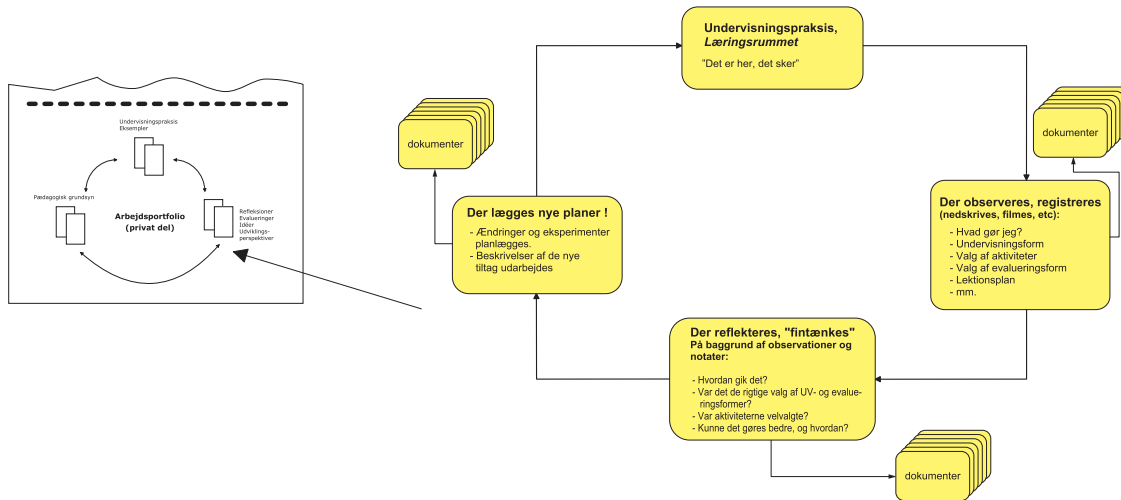 Undervisningspraksis
Eksempler
Pædagogisk grundsyn
Arbejdsportfolio
(privat del)
Refleksioner
Evalueringer
Idéer
Udviklings-
perspektiver
Undervisningspraksis,
Læringsrummet
"Det er her, det sker"
dokumenter
Der observeres, registreres
(nedskrives, filmes, etc):
- Hvad gør jeg?
- Undervisningsform
- Valg af aktiviteter
- Valg af evalueringsform
- Lektionsplan
- mm.
dokumenter
Der reflekteres, "fintænkes"
På baggrund af observationer og
notater:
- Hvordan gik det?
- Var det de rigtige valg af UV- og evalue-
ringsformer?
- Var aktiviteterne velvalgte?
- Kunne det gøres bedre, og hvordan?
dokumenter
Der lægges nye planer !
- Ændringer og eksperimenter
planlægges.
- Beskrivelser af de nye
tiltag udarbejdes